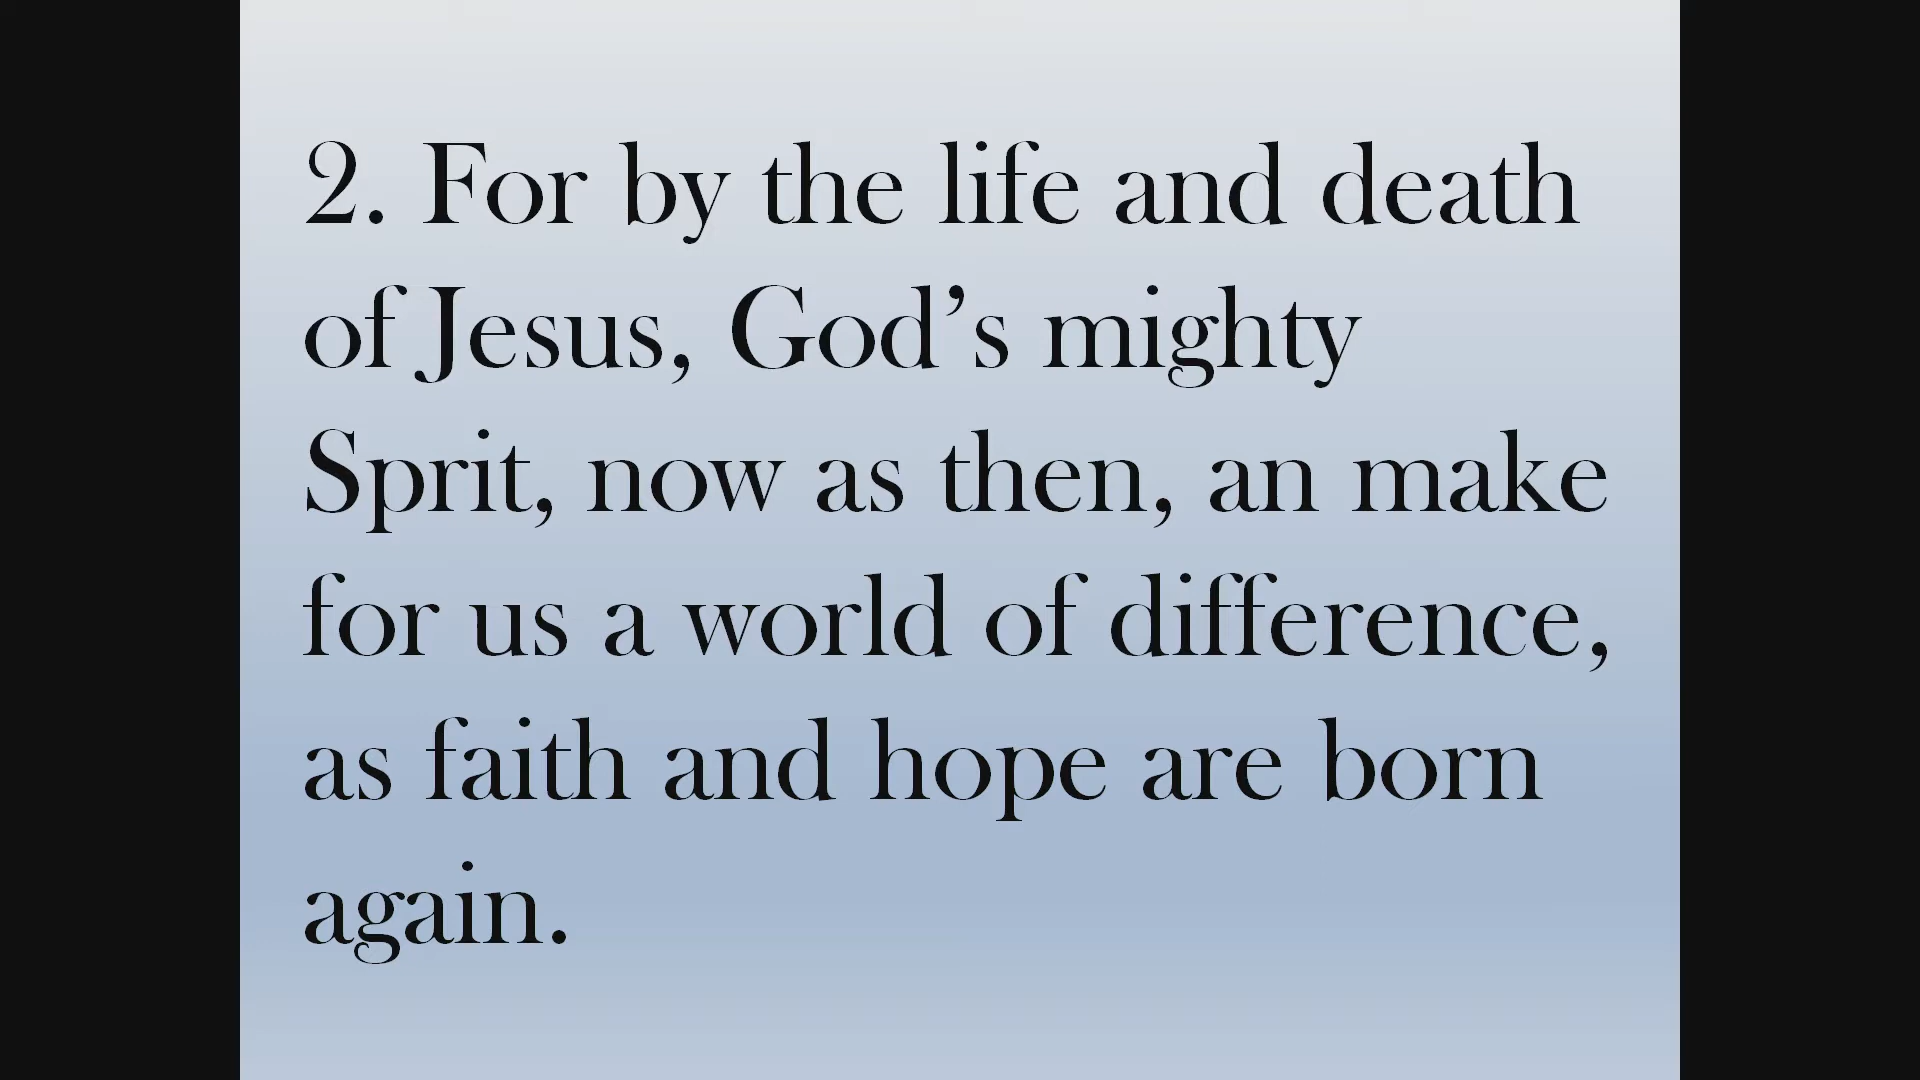 2. For by the life and death
of Jesus, God’s mighty
Sprit, now as then, an make
for us a world of difference,
as faith and hope are born
again.